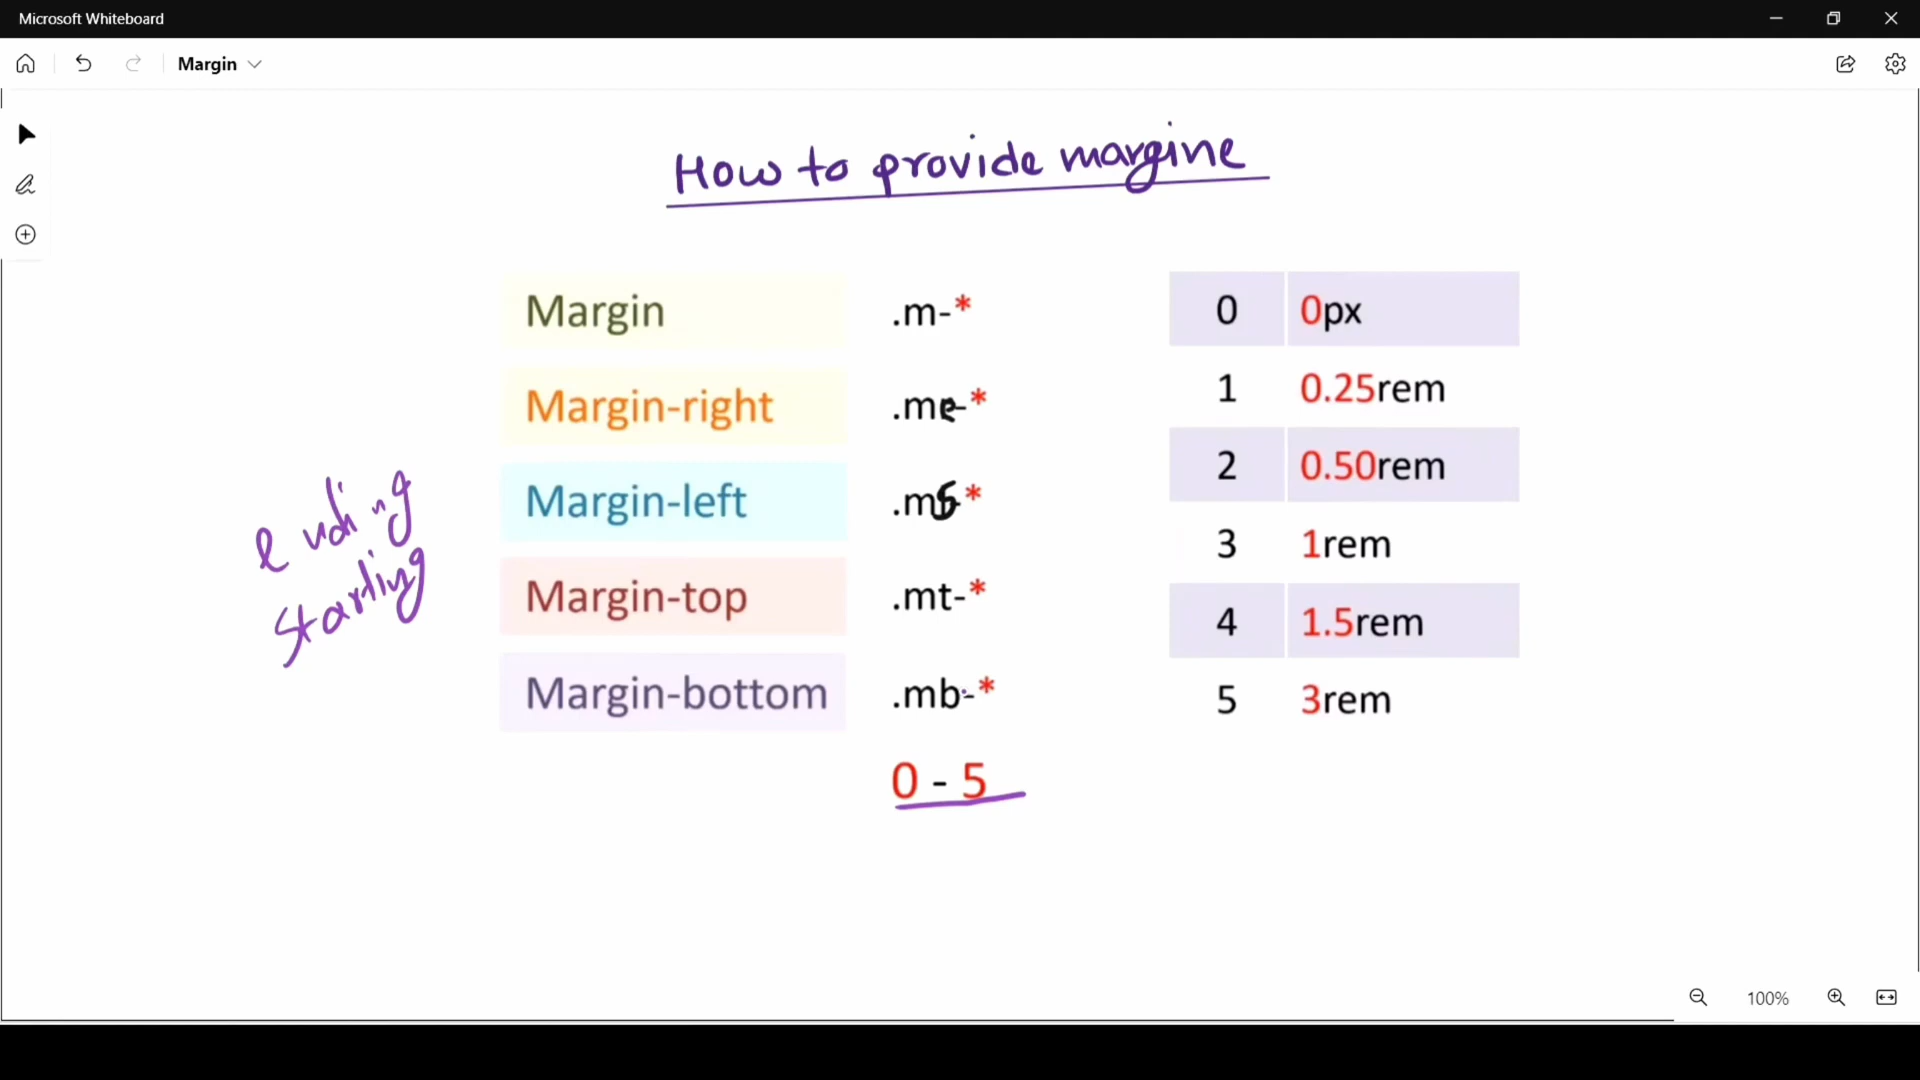 Microsoft Whiteboard
Margin
How to provide margine
Margin .m-* 0 0px
Margin-right .me-* 1 0.25rem
Margin-left .ms-* 2 0.50rem
ending
starting
Margin-top .mt-* 3 1rem
Margin-bottom .mb-* 4 1.5rem
5 3rem
0 - 5
100%